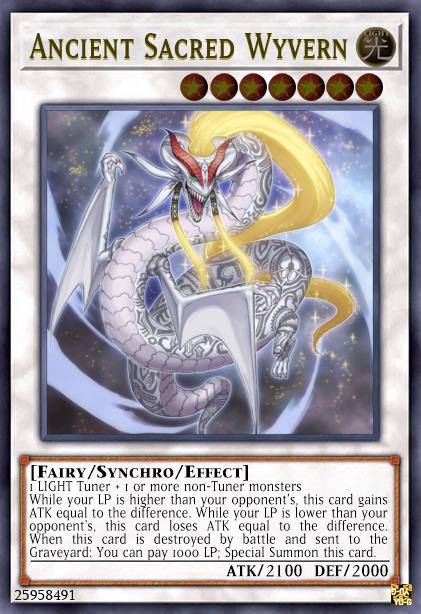 ANCIENT SACRED WYVERN
LIGHT
光
[FAIRY/SYNCHRO/EFFECT]
1 LIGHT Tuner + 1 or more non-Tuner monsters
While your LP is higher than your opponent's, this card gains
ATK equal to the difference. While your LP is lower than your
opponent's, this card loses ATK equal to the difference.
When this card is destroyed by battle and sent to the
Graveyard: You can pay 1000 LP; Special Summon this card.
ATK/2100 DEF/2000
25958491